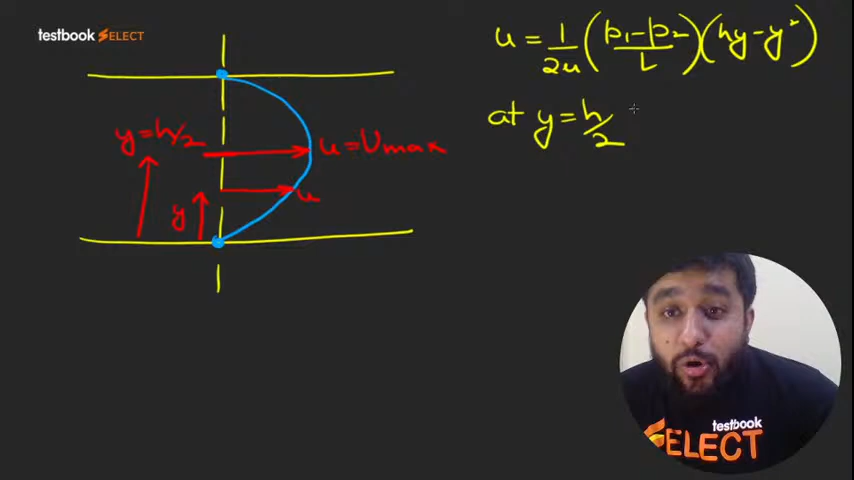 testbook SELECT
u = 1/2μ (p1-p2/L) (hy-y²)
at y = h/2
y=h/2
u = Umax
u
y
testbook
SELECT